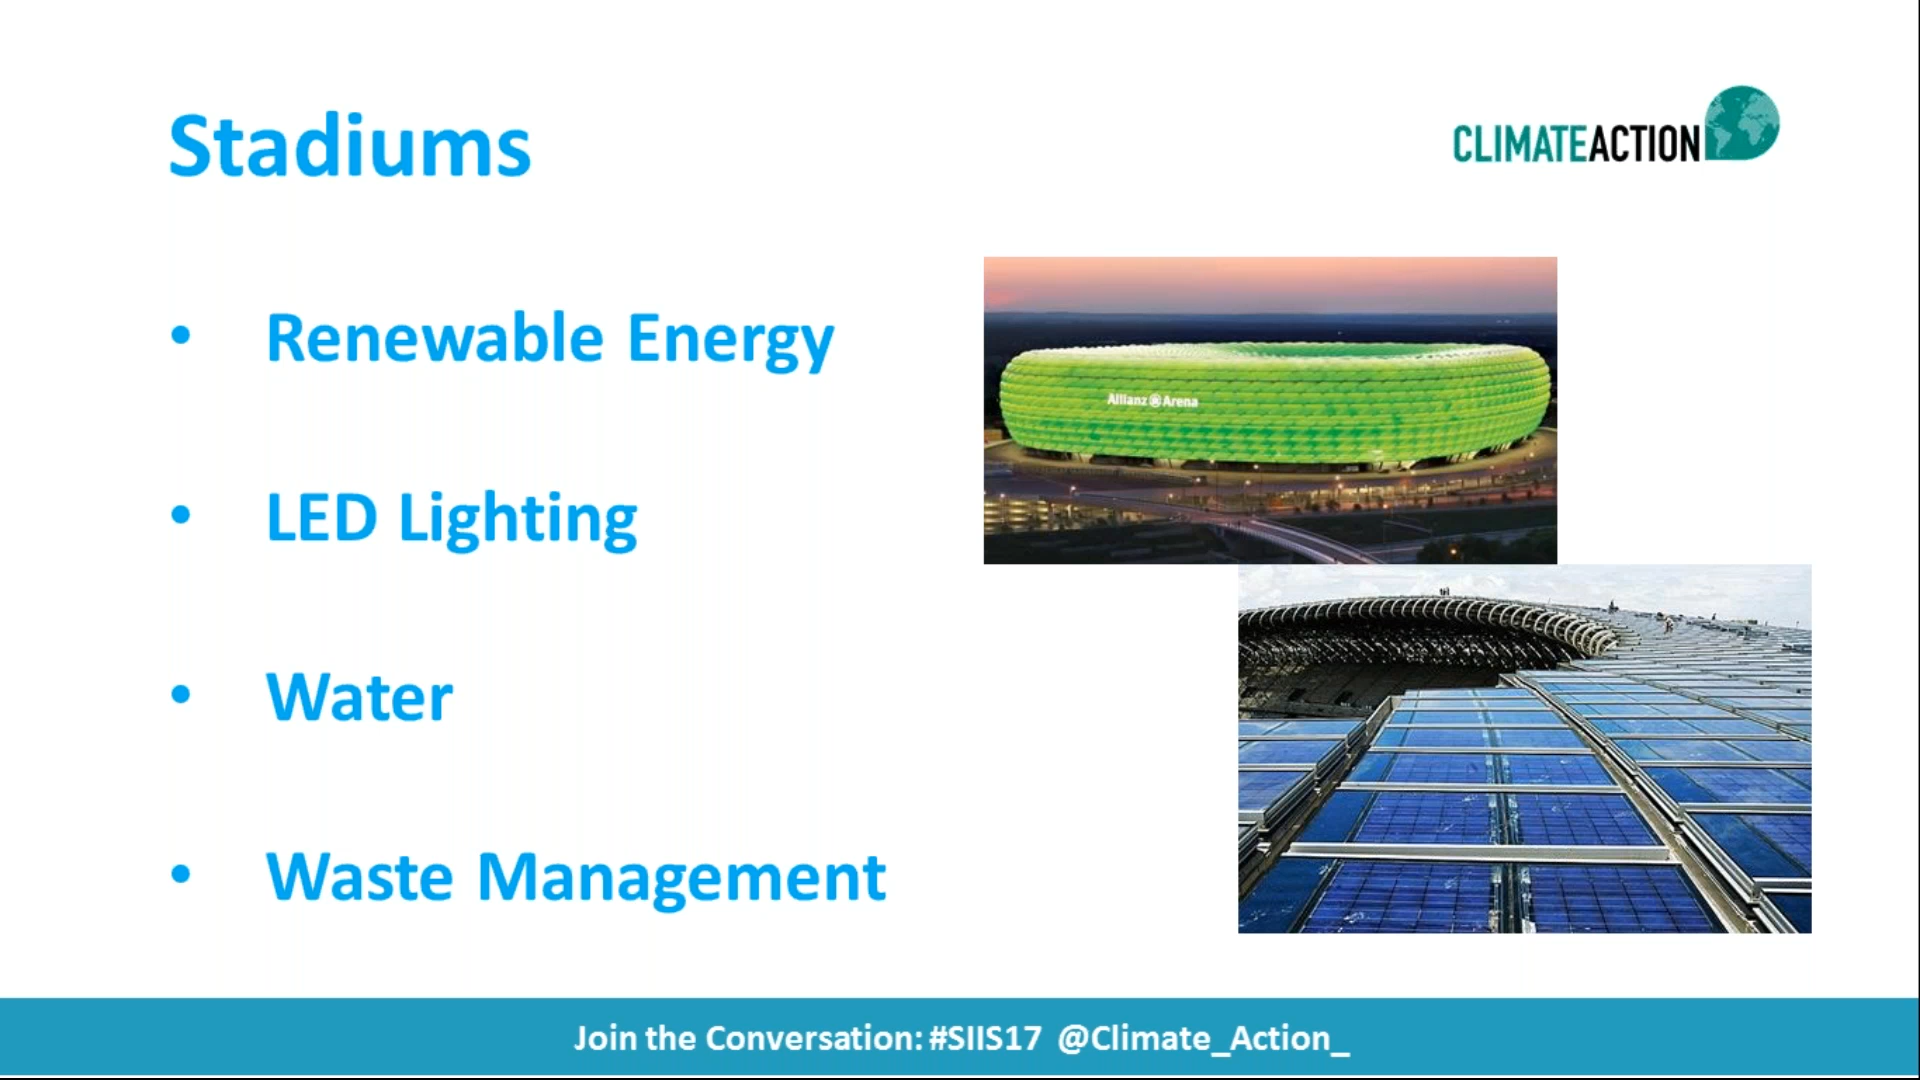 Stadiums
CLIMATEACTION
• Renewable Energy
Allianz Arena
• LED Lighting
• Water
• Waste Management
Join the Conversation: #SIIS17 @Climate_Action_